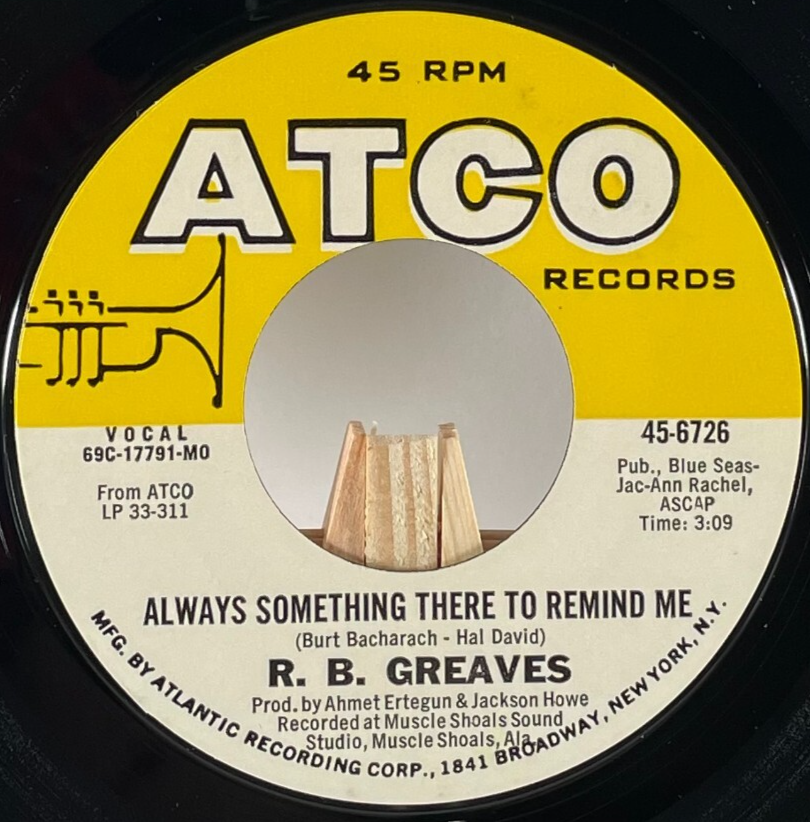 45 RPM
ATCO
RECORDS
VOCAL
69C-17791-MO
From ATCO
LP 33-311
45-6726
Pub., Blue Seas-
Jac-Ann Rachel,
ASCAP
Time: 3:09
ALWAYS SOMETHING THERE TO REMIND ME
(Burt Bacharach - Hal David)
R. B. GREAVES
Prod. by Ahmet Ertegun & Jackson Howe
Recorded at Muscle Shoals Sound
Studio, Muscle Shoals, Ala.
MFG. BY ATLANTIC RECORDING CORP., 1841 BROADWAY, NEW YORK, N.Y.